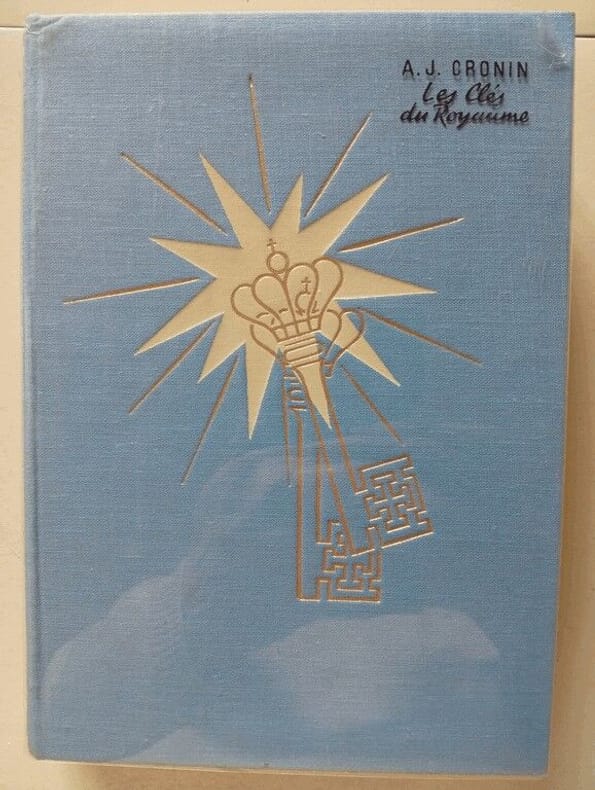 A. J. CRONIN
Les Clés
du Royaume